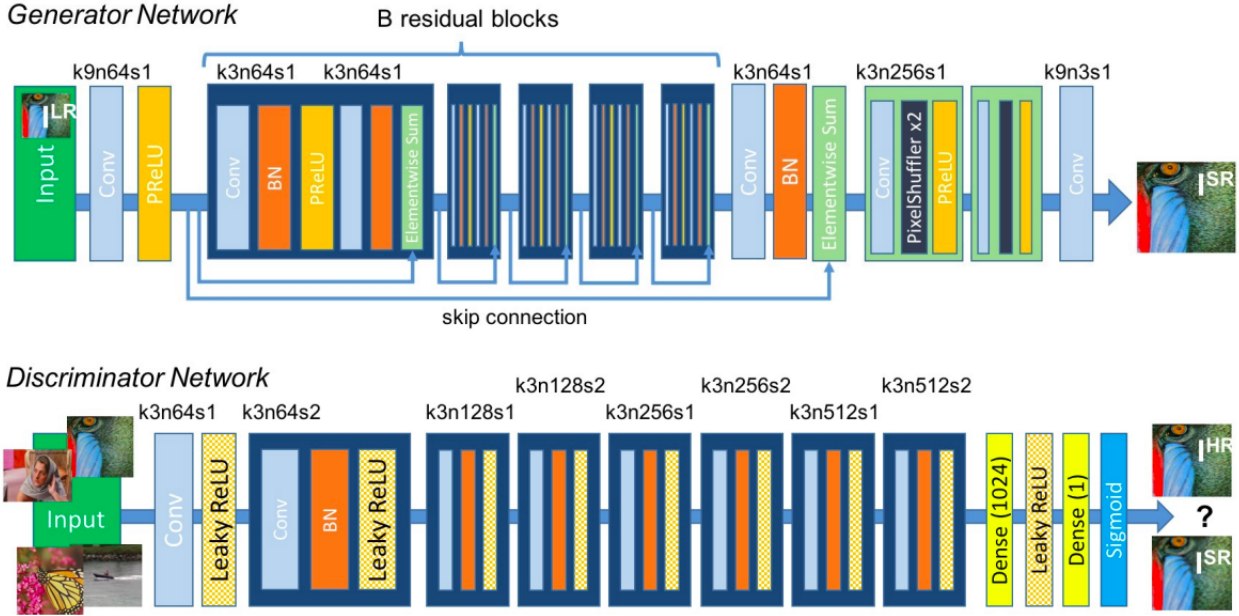 Generator Network
B residual blocks
k9n64s1
k3n64s1
k3n64s1
k3n64s1
k3n256s1
k9n3s1
I LR
Input
Conv
PReLU
Conv
BN
PReLU
Elementwise Sum
Conv
BN
Elementwise Sum
Conv
PixelShuffler x2
PReLU
Conv
I SR
skip connection
Discriminator Network
k3n64s1
k3n64s2
k3n128s1
k3n128s2
k3n256s1
k3n256s2
k3n512s1
k3n512s2
Input
Conv
Leaky ReLU
Conv
BN
Leaky ReLU
Dense (1024)
Leaky ReLU
Dense (1)
Sigmoid
I HR
?
I SR